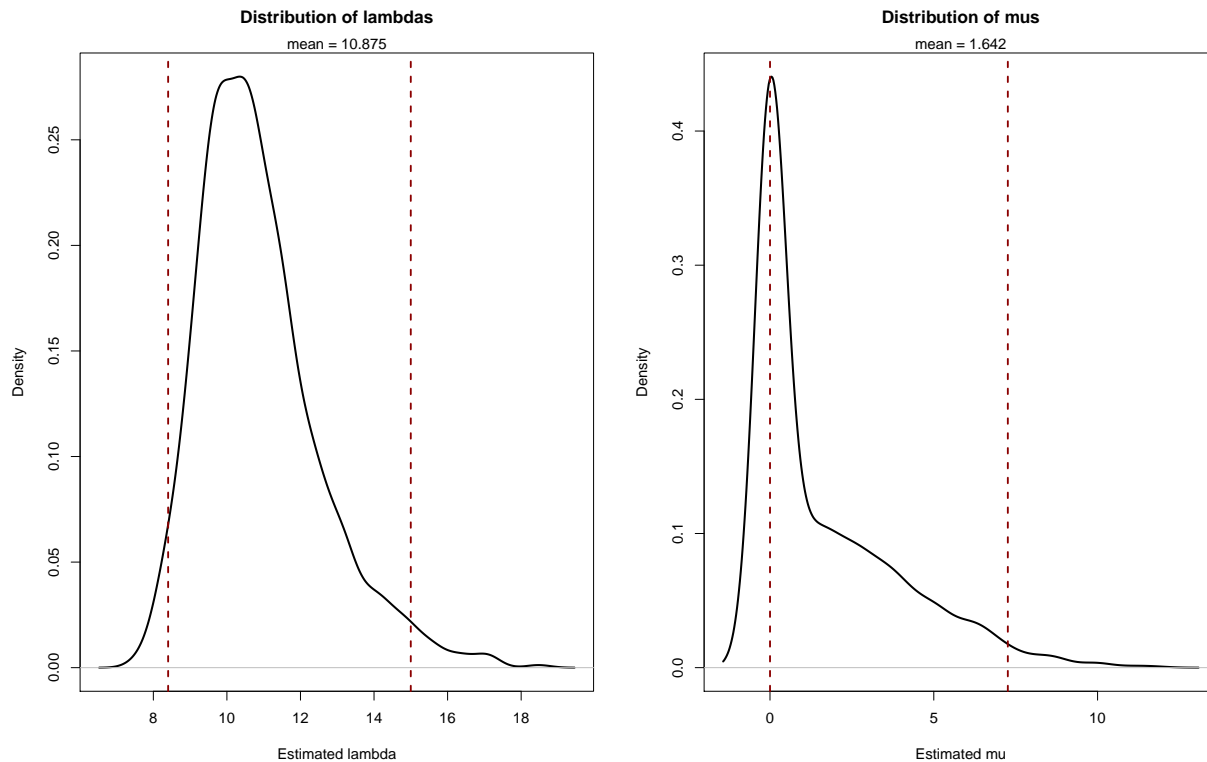 Distribution of lambdas
mean = 10.875
Density
0.25
0.20
0.15
0.10
0.05
0.00
8 10 12 14 16 18
Estimated lambda
Distribution of mus
mean = 1.642
Density
0.4
0.3
0.2
0.1
0.0
0 5 10
Estimated mu